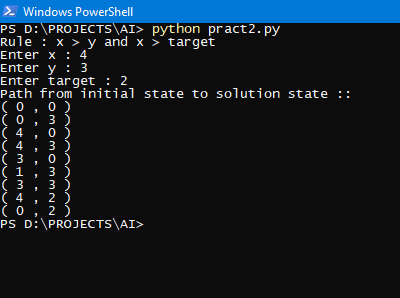 Windows PowerShell
PS D:\PROJECTS\AI> python pract2.py
Rule : x > y and x > target
Enter x : 4
Enter y : 3
Enter target : 2
Path from initial state to solution state ::
( 0 , 0 )
( 0 , 3 )
( 4 , 0 )
( 4 , 3 )
( 3 , 0 )
( 1 , 3 )
( 3 , 3 )
( 4 , 2 )
( 0 , 2 )
PS D:\PROJECTS\AI>